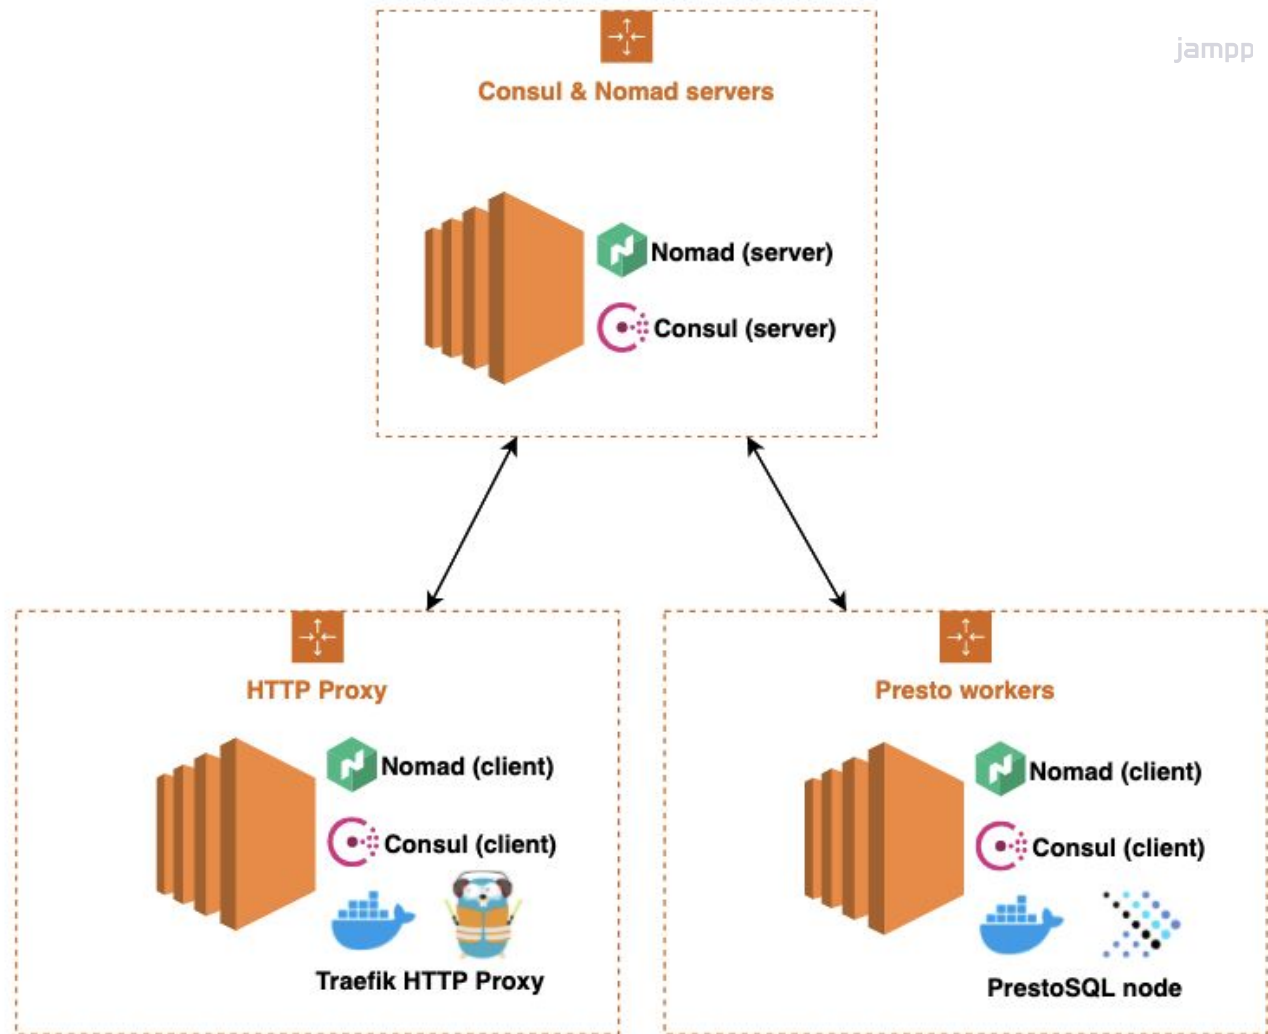 jampp
Consul & Nomad servers
Nomad (server)
Consul (server)
HTTP Proxy
Nomad (client)
Consul (client)
Traefik HTTP Proxy
Presto workers
Nomad (client)
Consul (client)
PrestoSQL node